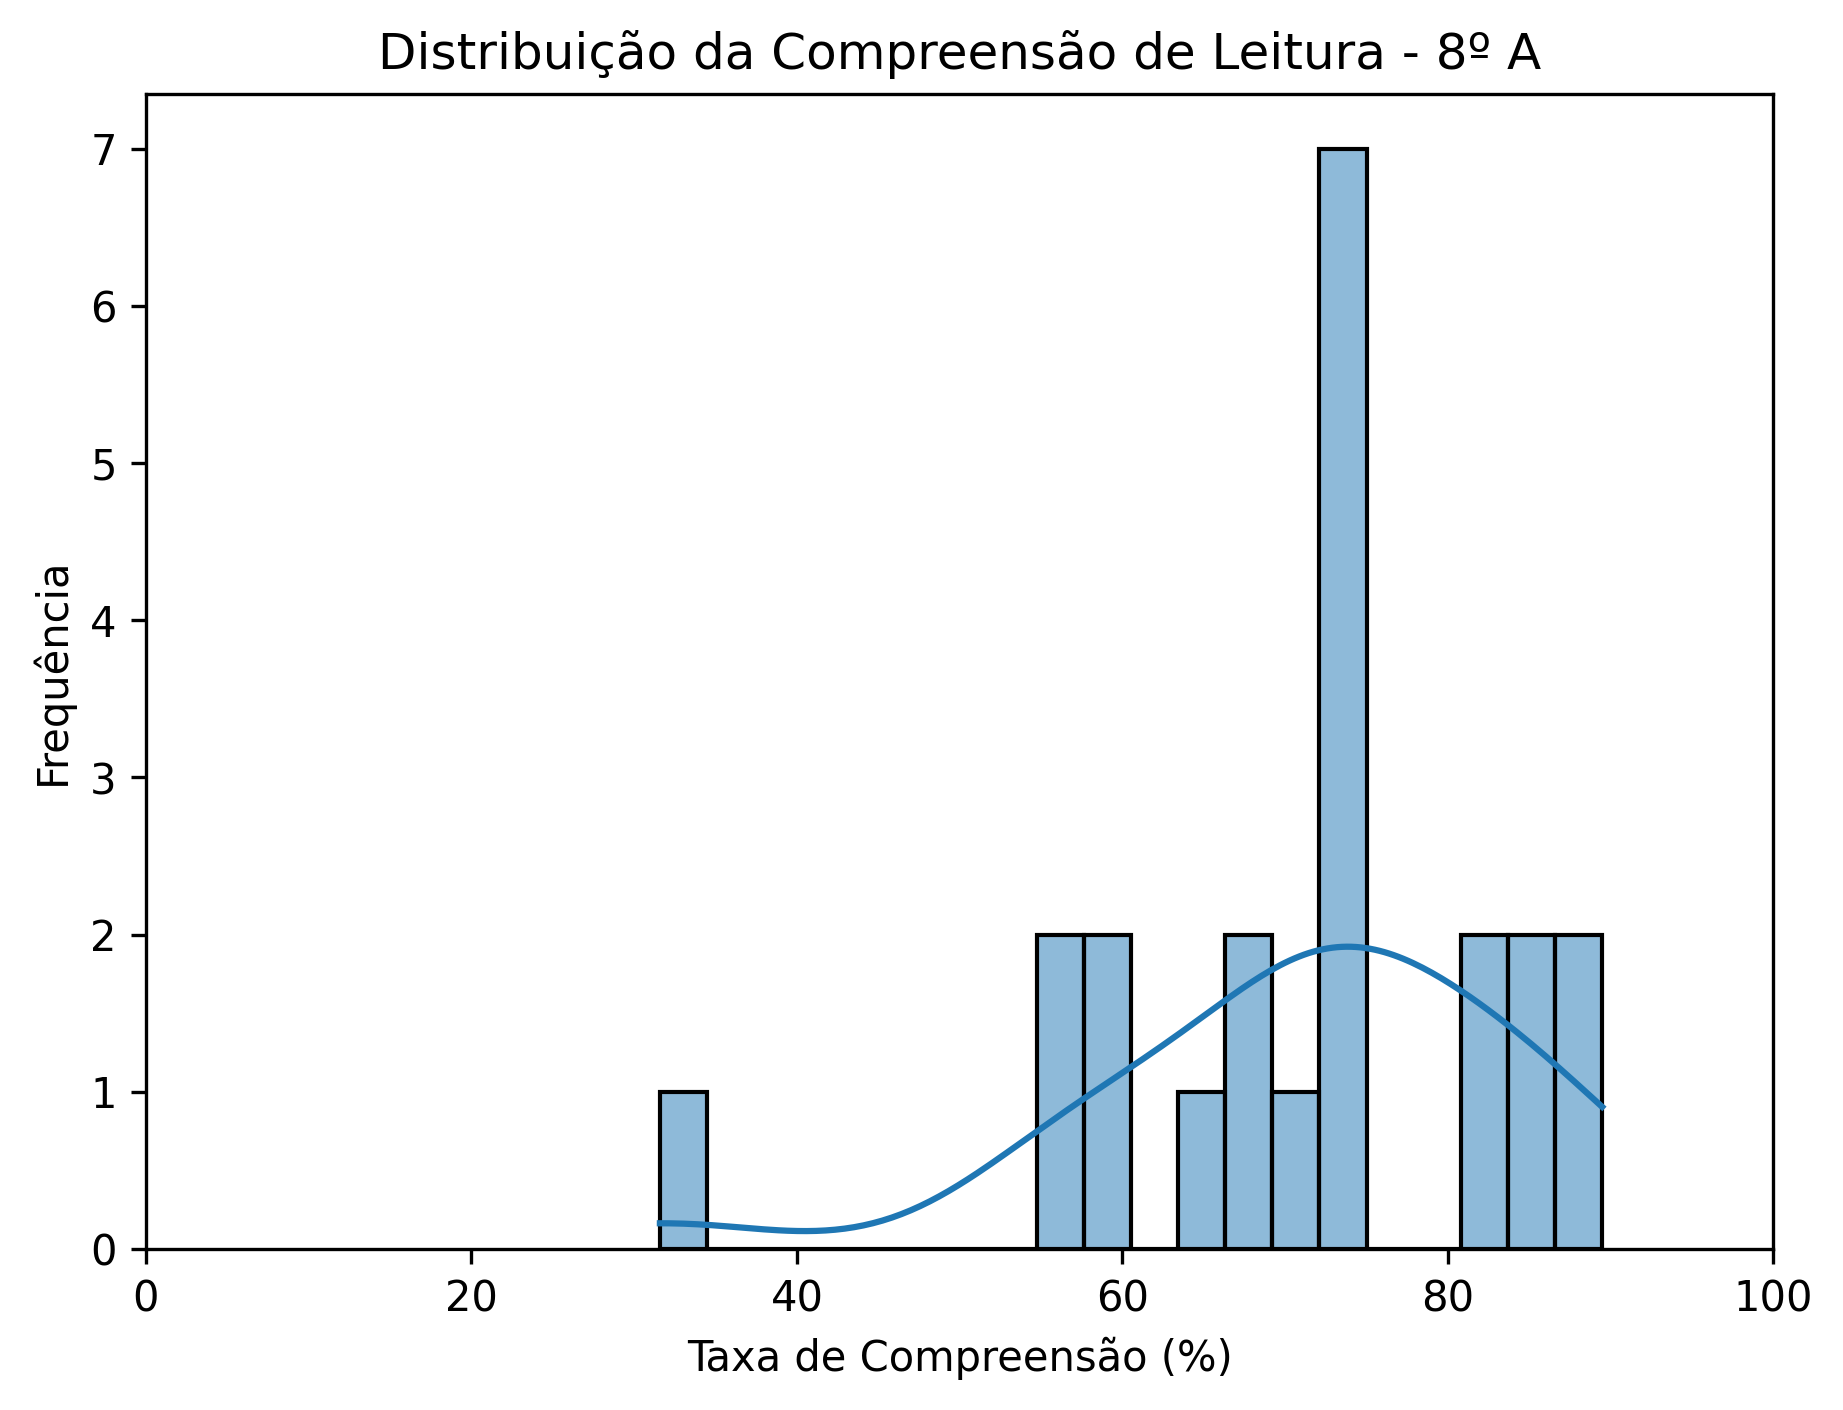 Distribuição da Compreensão de Leitura - 8º A
7
6
5
4
3
2
1
0
Frequência
0 20 40 60 80 100
Taxa de Compreensão (%)